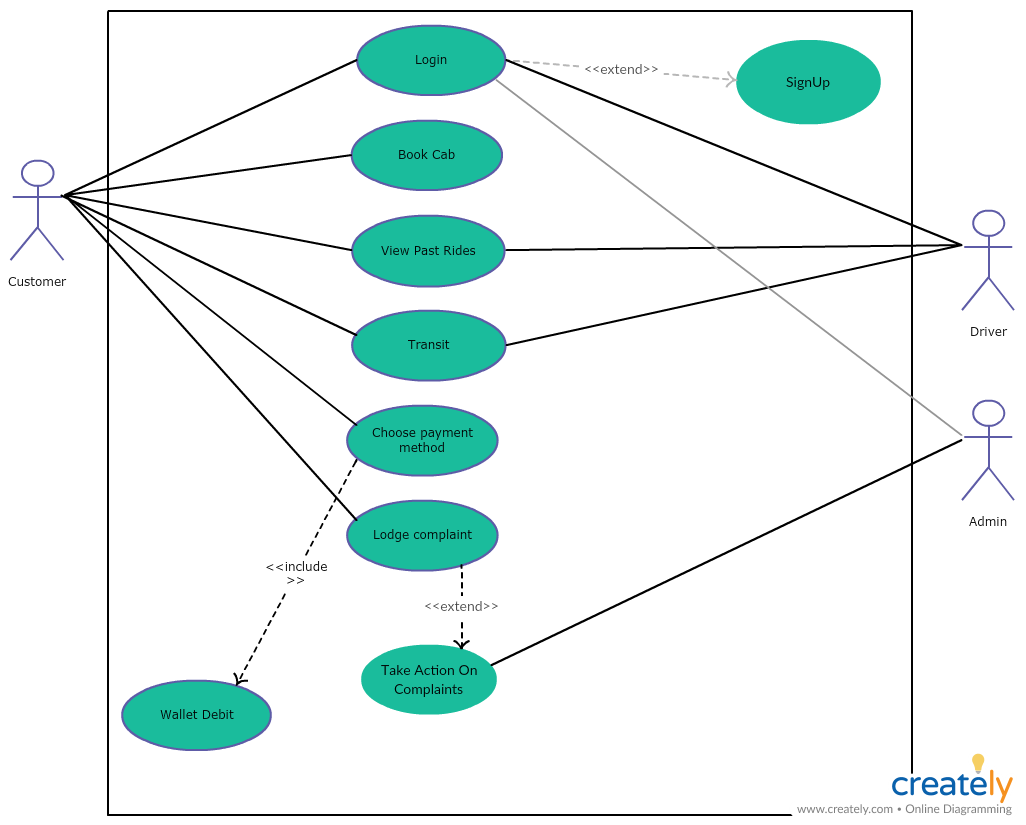 Login
<<extend>>
SignUp
Book Cab
Customer
View Past Rides
Driver
Transit
Choose payment
method
Admin
Lodge complaint
<<include
>>
<<extend>>
Take Action On
Complaints
Wallet Debit
creately
www.creately.com • Online Diagramming